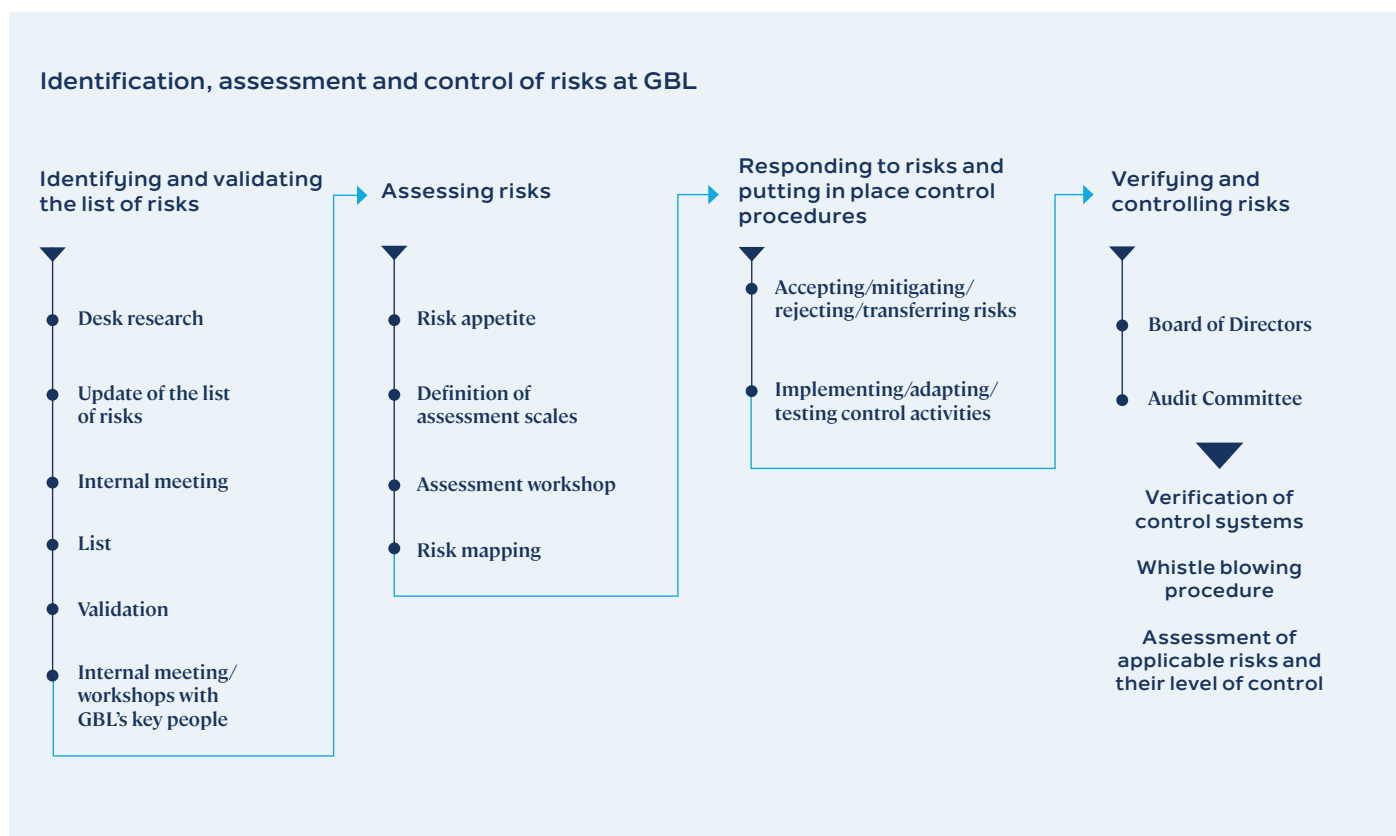 Identification, assessment and control of risks at GBL
Identifying and validating
the list of risks
Desk research
Update of the list
of risks
Internal meeting
List
Validation
Internal meeting/
workshops with
GBL’s key people
Assessing risks
Risk appetite
Definition of
assessment scales
Assessment workshop
Risk mapping
Responding to risks and
putting in place control
procedures
Accepting/mitigating/
rejecting/transferring risks
Implementing/adapting/
testing control activities
Verifying and
controlling risks
Board of Directors
Audit Committee
Verification of
control systems
Whistle blowing
procedure
Assessment of
applicable risks and
their level of control